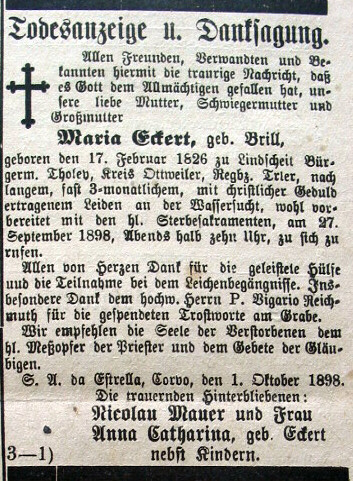 Todesanzeige u. Danksagung.
Allen Freunden, Verwandten und Be-
kannten hiermit die traurige Nachricht, daß
es Gott dem Allmächtigen gefallen hat, un-
sere liebe Mutter, Schwiegermutter und
Großmutter
Maria Eckert, geb. Brill,
geboren den 17. Februar 1826 zu Lindscheid Bür-
germ. Tholey, Kreis Ottweiler, Regbz. Trier, nach
langem, fast 3-monatlichem, mit christlicher Geduld
ertragenem Leiden an der Wassersucht, wohl vor-
bereitet mit den hl. Sterbesakramenten, am 27.
September 1898, Abends halb zehn Uhr, zu sich zu
rufen.
Allen von Herzen Dank für die geleistele Hülfe
und die Teilnahme bei dem Leichenbegängnisse. Ins-
besondere Dank dem hochw. Herrn P. Vigario Reich-
muth für die gespendeten Trostworte am Grabe.
Wir empfehlen die Seele der Verstorbenen dem
hl. Meßopfer der Priester und dem Gebete der Gläu-
bigen.
S. A. da Estrella, Corvo, den 1. Oktober 1898.
Die trauernden Hinterbliebenen:
Nicolau Mauer und Frau
Anna Catharina, geb. Eckert
3—1) nebst Kindern.